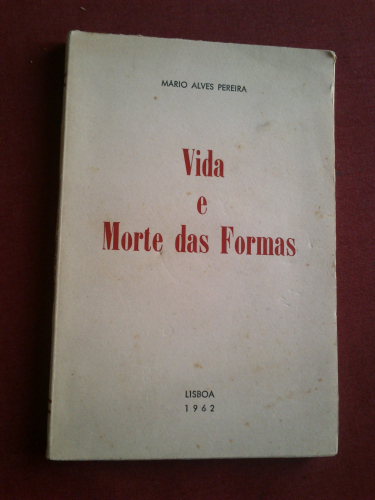 MÁRIO ALVES PEREIRA
Vida
e
Morte das Formas
LISBOA
1962